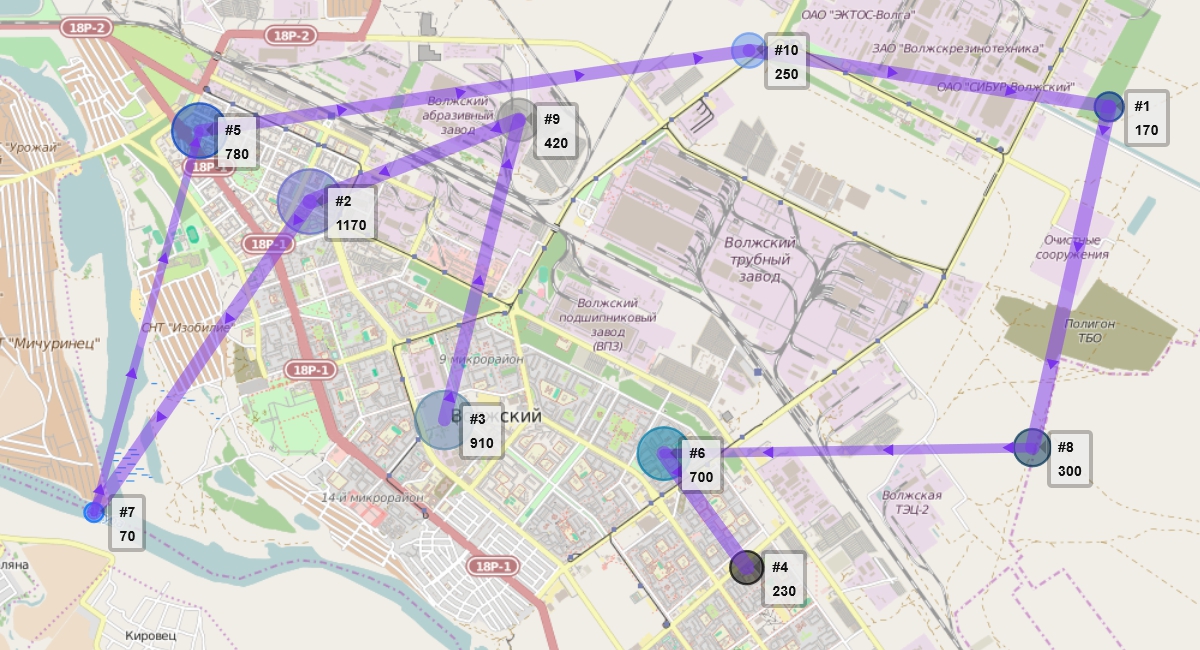 18Р-2
18Р-2
ОАО "ЭКТОС-Волга"
ЗАО "Волжскрезинотехника"
ОАО "СИБУР-Волжский"
#10
250
#1
170
Волжский
абразивный
завод
#9
420
#5
780
"Урожай"
18Р-1
#2
1170
18Р-1
Волжский
трубный
завод
Очистные
сооружения
Волжский
подшипниковый
завод
(ВПЗ)
Полигон
ТБО
СНТ "Изобилие"
"Мичуринец"
9 микрорайон
18Р-1
#3
910
#6
700
#8
300
14-й микрорайон
Волжская
ТЭЦ-2
#7
70
18Р-1
#4
230
Кировец